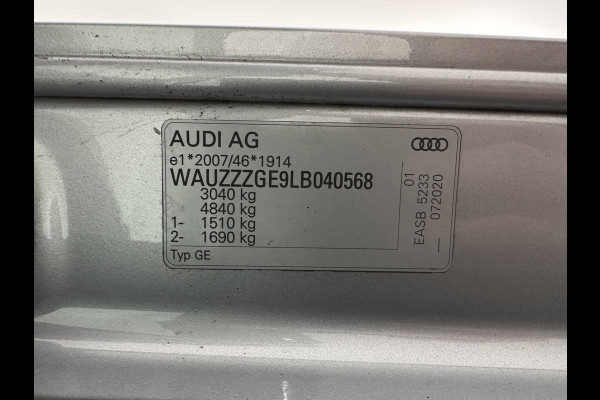 AUDI AG
e1*2007/46*1914
WAUZZZGE9LB040568
3040 kg
4840 kg
1- 1510 kg
2- 1690 kg
Typ GE
01
EASB 5233
— 072020